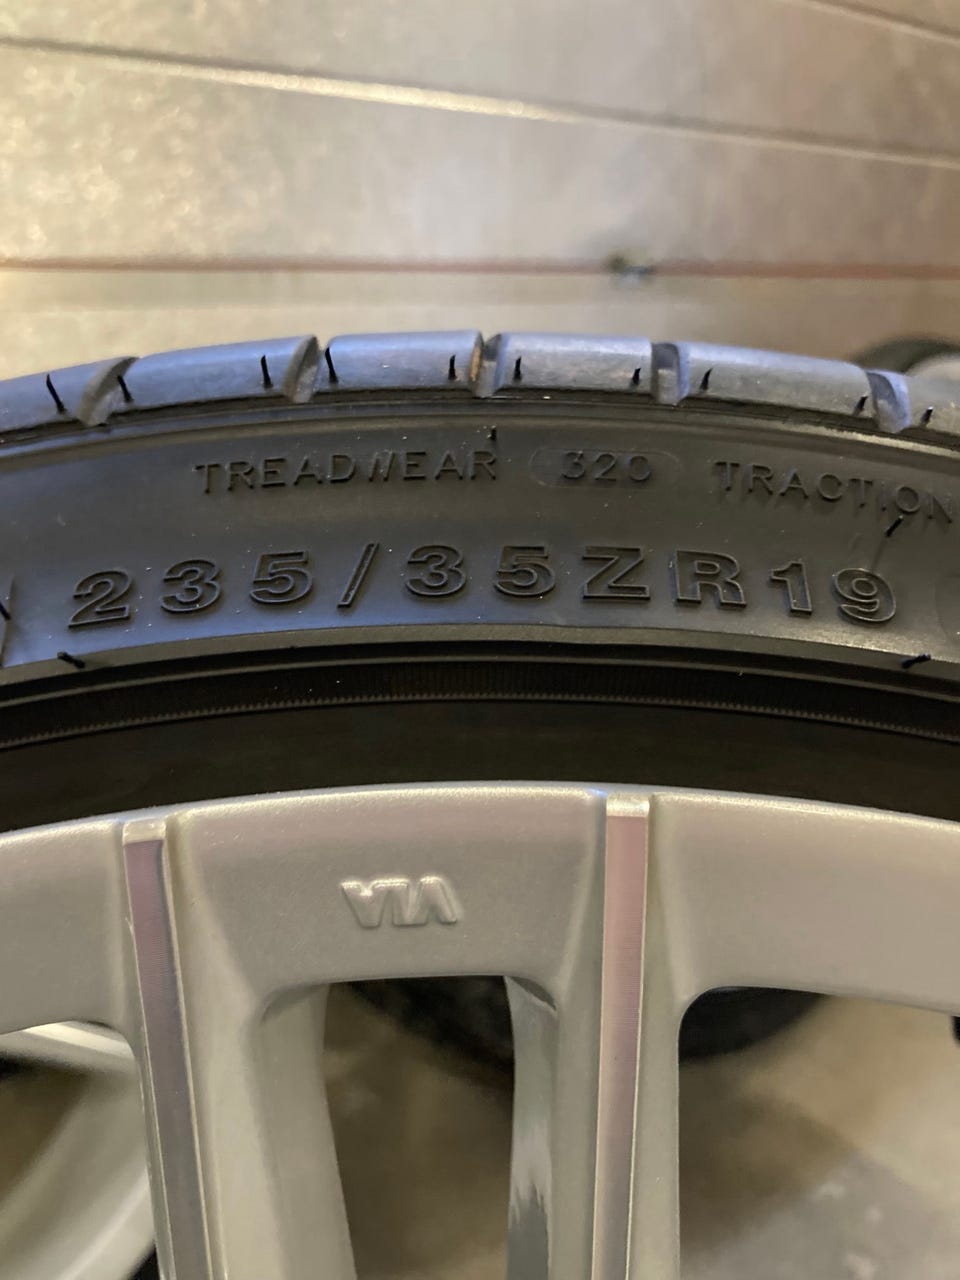 TREADWEAR 320 TRACTION
235/35ZR19
VIA